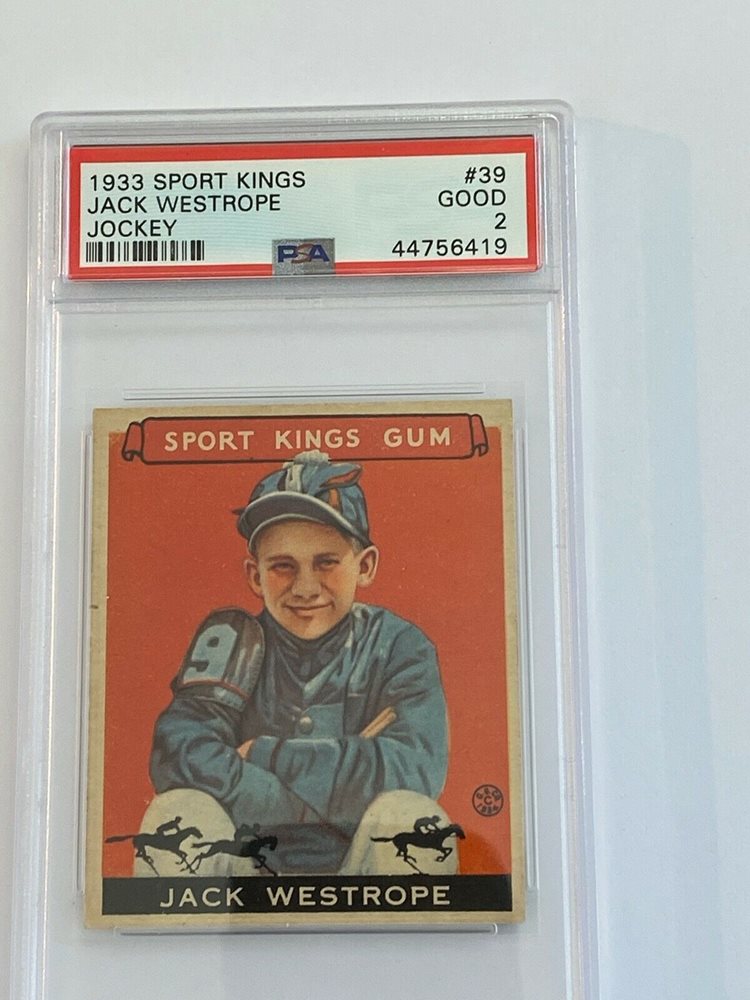 1933 SPORT KINGS #39
JACK WESTROPE GOOD
JOCKEY 2
PSA 44756419
SPORT KINGS GUM
9
JACK WESTROPE